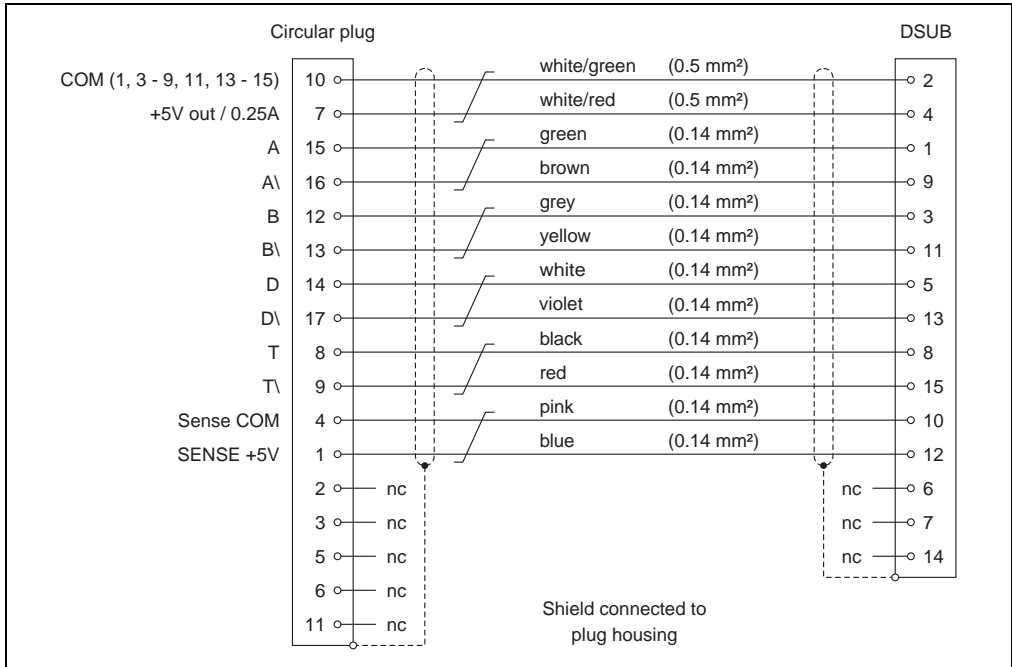 Circular plug DSUB
COM (1, 3 - 9, 11, 13 - 15) 10 white/green (0.5 mm²) 2
+5V out / 0.25A 7 white/red (0.5 mm²) 4
A 15 green (0.14 mm²) 1
A\ 16 brown (0.14 mm²) 9
B 12 grey (0.14 mm²) 3
B\ 13 yellow (0.14 mm²) 11
D 14 white (0.14 mm²) 5
D\ 17 violet (0.14 mm²) 13
T 8 black (0.14 mm²) 8
T\ 9 red (0.14 mm²) 15
Sense COM 4 pink (0.14 mm²) 10
SENSE +5V 1 blue (0.14 mm²) 12
2 nc nc 6
3 nc nc 7
5 nc nc 14
6 nc
11 nc
Shield connected to
plug housing